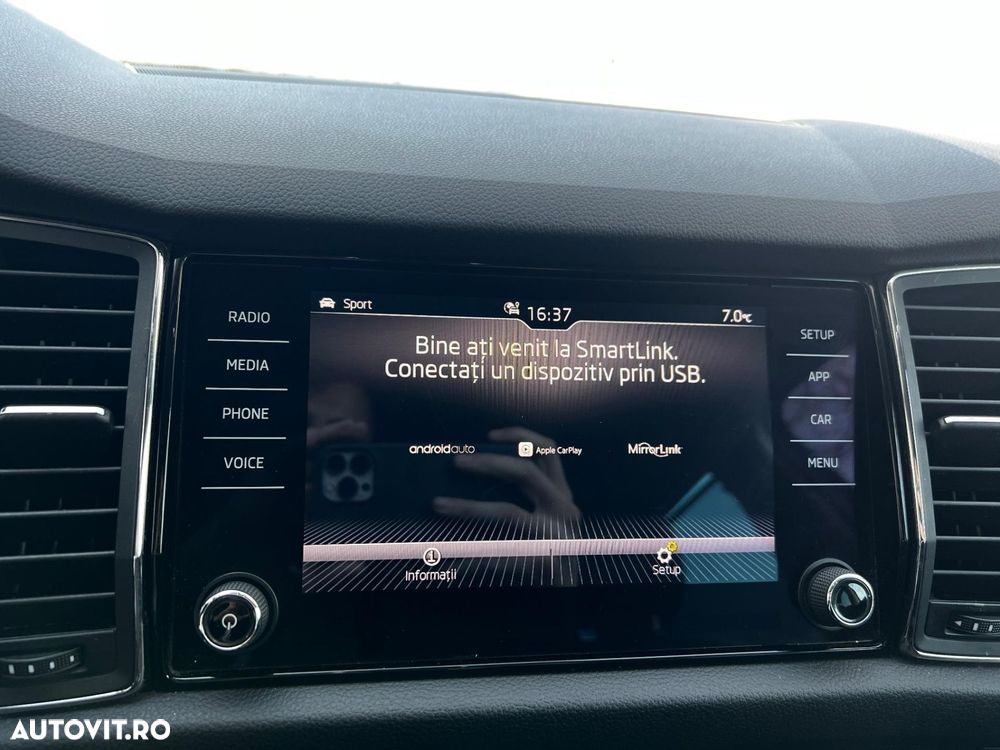 Sport
16:37
7.0°C
Bine ați venit la SmartLink.
Conectați un dispozitiv prin USB.
androidauto
Apple CarPlay
MirrorLink
Informații
Setup
RADIO
MEDIA
PHONE
VOICE
SETUP
APP
CAR
MENU
AUTOVIT.RO